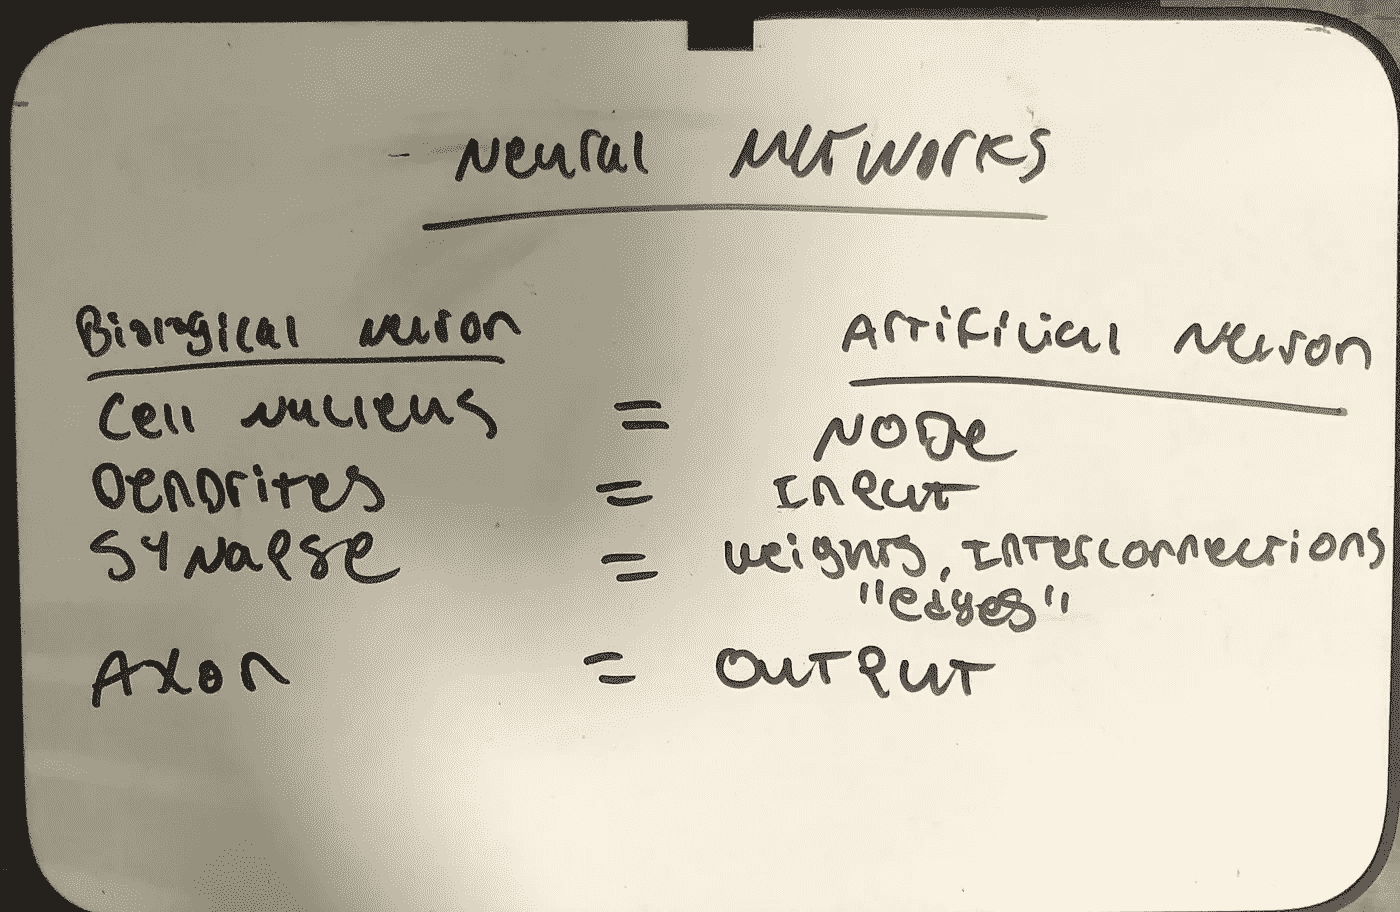 - Neural Networks
Biological Neuron Artificial Neuron
Cell Nucleus = Node
Dendrites = Input
Synapse = Weights, Interconnections
"edges"
Axon = Output